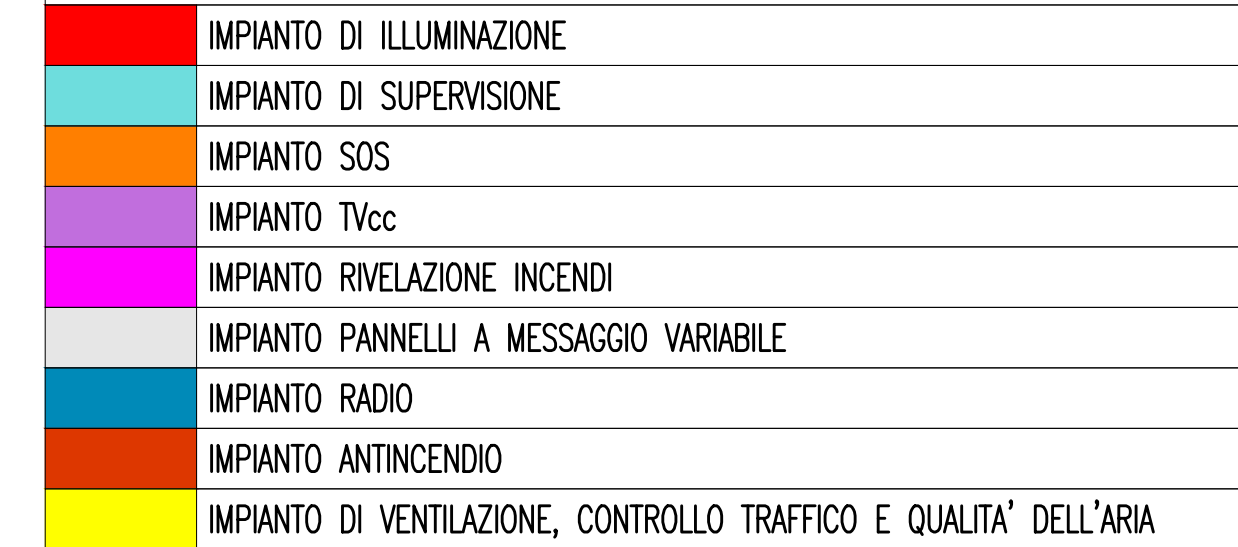 IMPIANTO DI ILLUMINAZIONE
IMPIANTO DI SUPERVISIONE
IMPIANTO SOS
IMPIANTO TVcc
IMPIANTO RIVELAZIONE INCENDI
IMPIANTO PANNELLI A MESSAGGIO VARIABILE
IMPIANTO RADIO
IMPIANTO ANTINCENDIO
IMPIANTO DI VENTILAZIONE, CONTROLLO TRAFFICO E QUALITA' DELL'ARIA